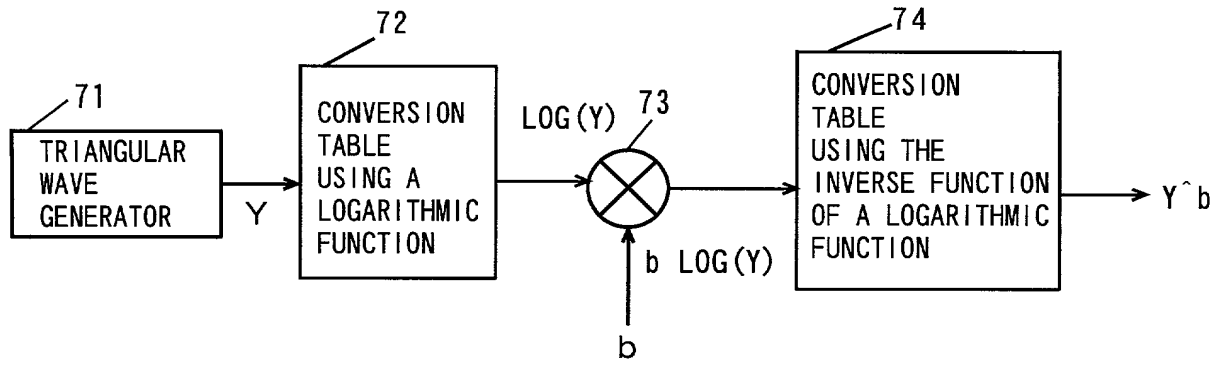 71
TRIANGULAR
WAVE
GENERATOR
Y
72
CONVERSION
TABLE
USING A
LOGARITHMIC
FUNCTION
LOG(Y)
73
b LOG(Y)
b
74
CONVERSION
TABLE
USING THE
INVERSE FUNCTION
OF A LOGARITHMIC
FUNCTION
Y^b